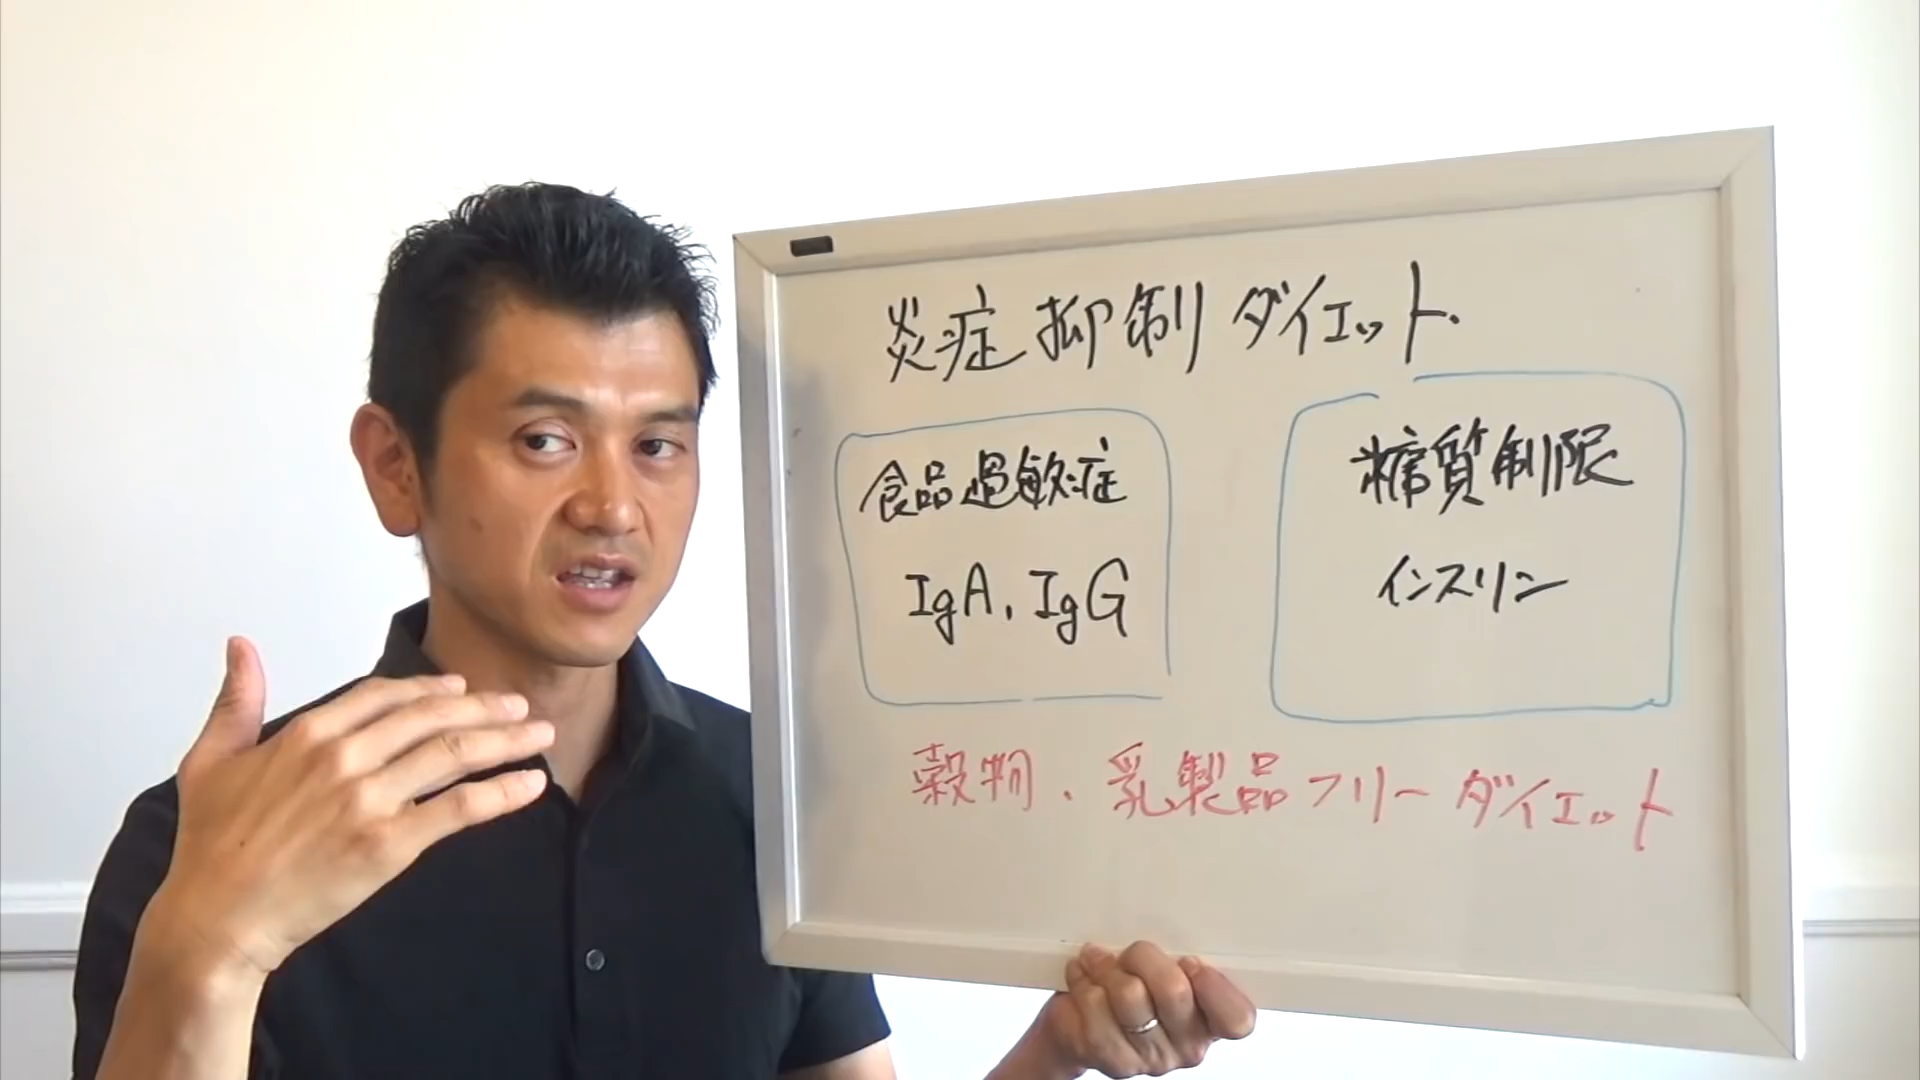 炎症抑制ダイエット.
食品過敏症
IgA, IgG
糖質制限
インスリン
穀物、乳製品フリーダイエット